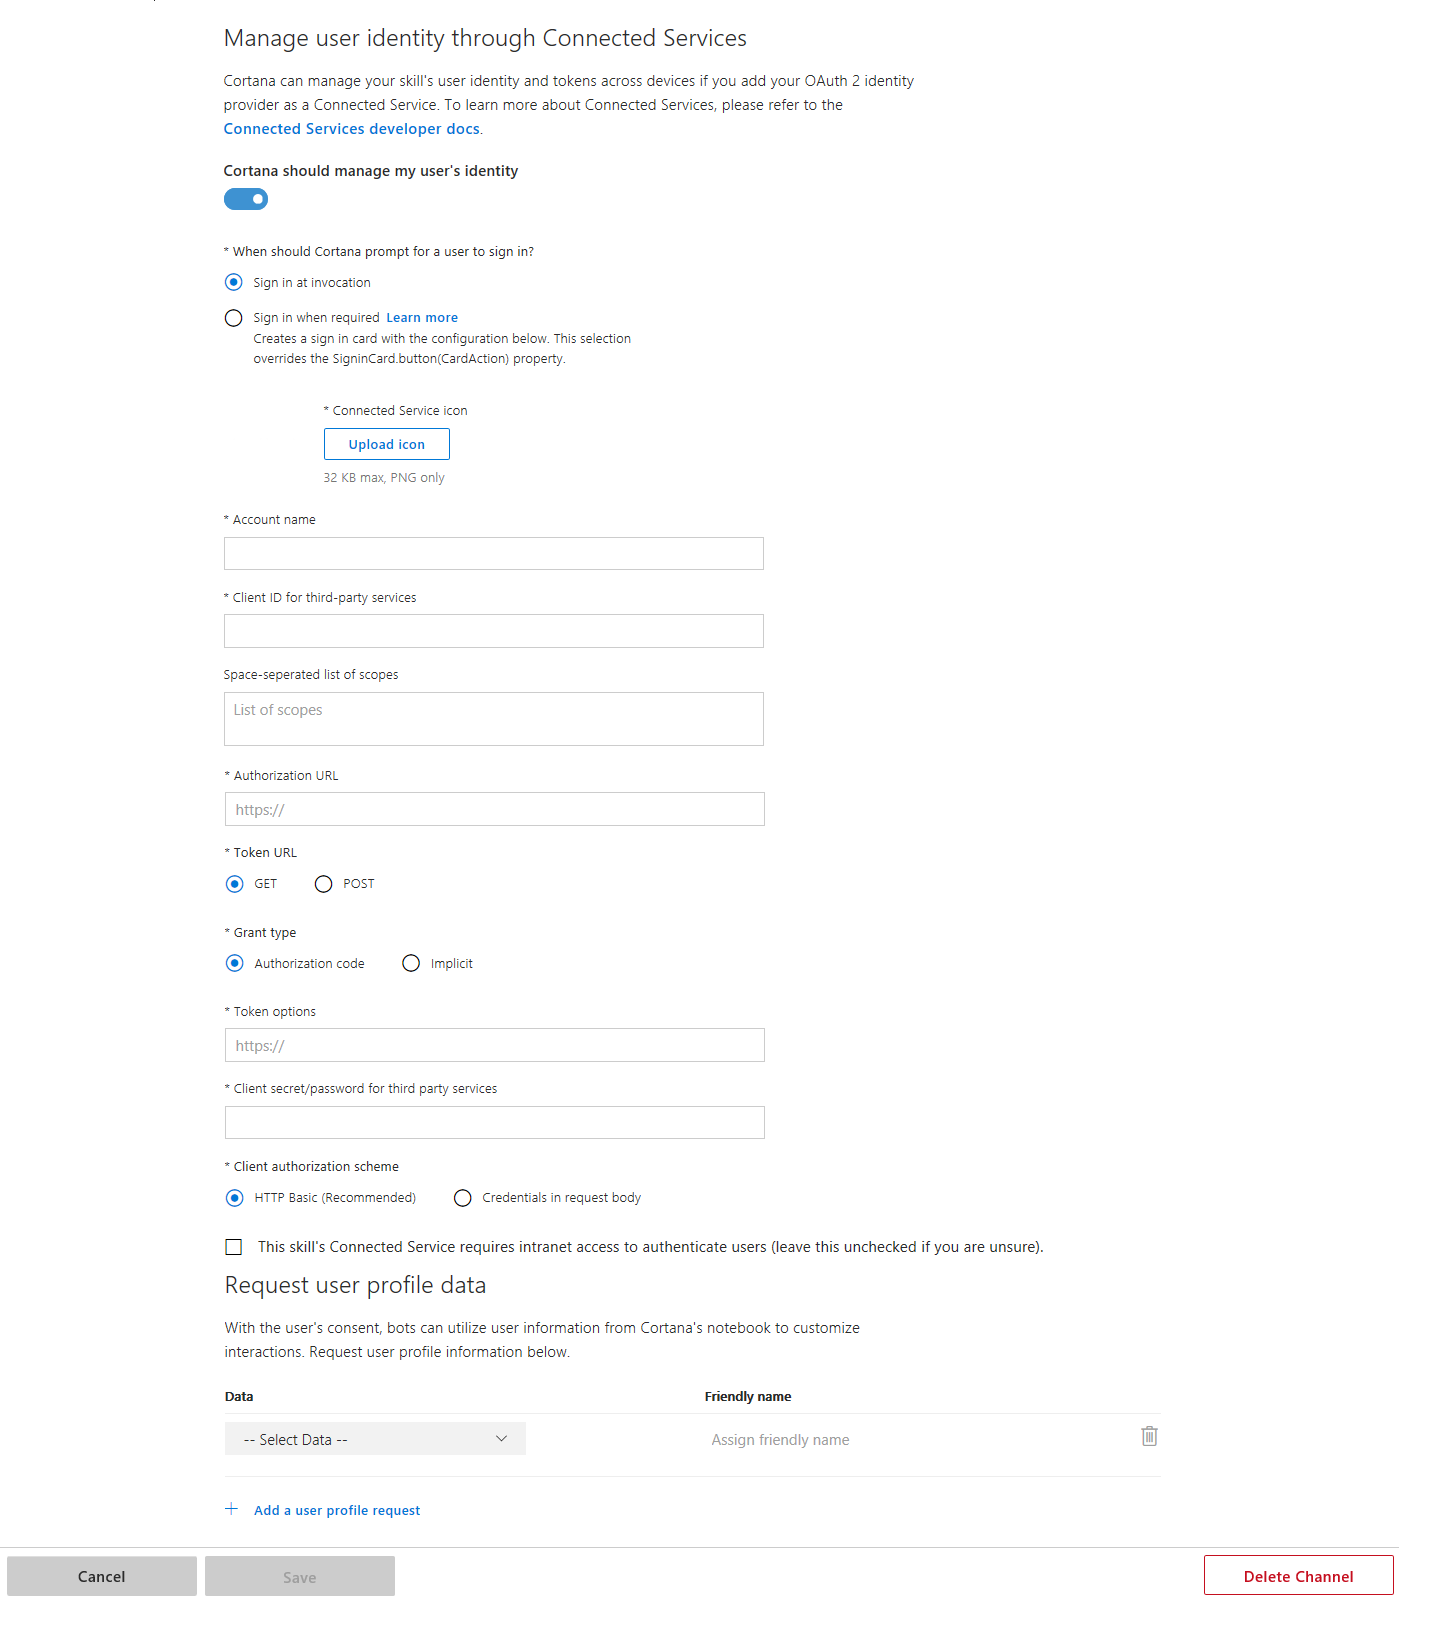 Manage user identity through Connected Services
Cortana can manage your skill's user identity and tokens across devices if you add your OAuth 2 identity
provider as a Connected Service. To learn more about Connected Services, please refer to the
Connected Services developer docs.
Cortana should manage my user's identity
* When should Cortana prompt for a user to sign in?
Sign in at invocation
Sign in when required Learn more
Creates a sign in card with the configuration below. This selection
overrides the SigninCard.button(CardAction) property.
* Connected Service icon
Upload icon
32 KB max, PNG only
* Account name
* Client ID for third-party services
Space-seperated list of scopes
List of scopes
* Authorization URL
https://
* Token URL
GET POST
* Grant type
Authorization code Implicit
* Token options
https://
* Client secret/password for third party services
* Client authorization scheme
HTTP Basic (Recommended) Credentials in request body
This skill's Connected Service requires intranet access to authenticate users (leave this unchecked if you are unsure).
Request user profile data
With the user's consent, bots can utilize user information from Cortana's notebook to customize
interactions. Request user profile information below.
Data Friendly name
-- Select Data -- Assign friendly name
+ Add a user profile request
Cancel Save Delete Channel